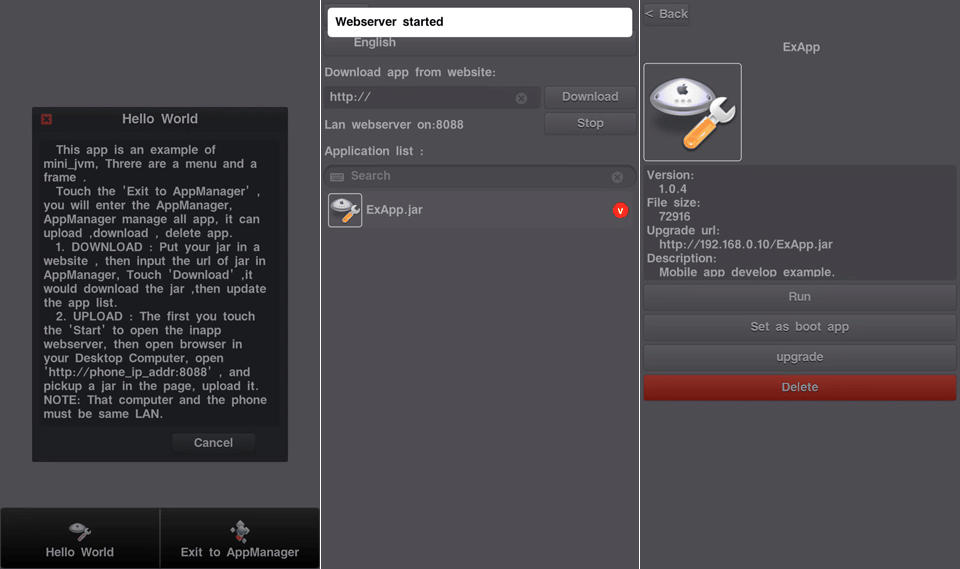 Hello World
This app is an example of
mini_jvm, Threre are a menu and a
frame .
Touch the 'Exit to AppManager' ,
you will enter the AppManager,
AppManager manage all app, it can
upload ,download , delete app.
1. DOWNLOAD : Put your jar in a
website , then input the url of jar in
AppManager, Touch 'Download' ,it
would download the jar ,then update
the app list.
2. UPLOAD : The first you touch
the 'Start' to open the inapp
webserver, then open browser in
your Desktop Computer, open
'http://phone_ip_addr:8088' , and
pickup a jar in the page, upload it.
NOTE: That computer and the phone
must be same LAN.
Cancel
Hello World
Exit to AppManager
Webserver started
English
Download app from website:
http://
Download
Lan webserver on:8088
Stop
Application list :
Search
ExApp.jar
V
< Back
ExApp
Version:
1.0.4
File size:
72916
Upgrade url:
http://192.168.0.10/ExApp.jar
Description:
Mobile app develop example.
Run
Set as boot app
upgrade
Delete